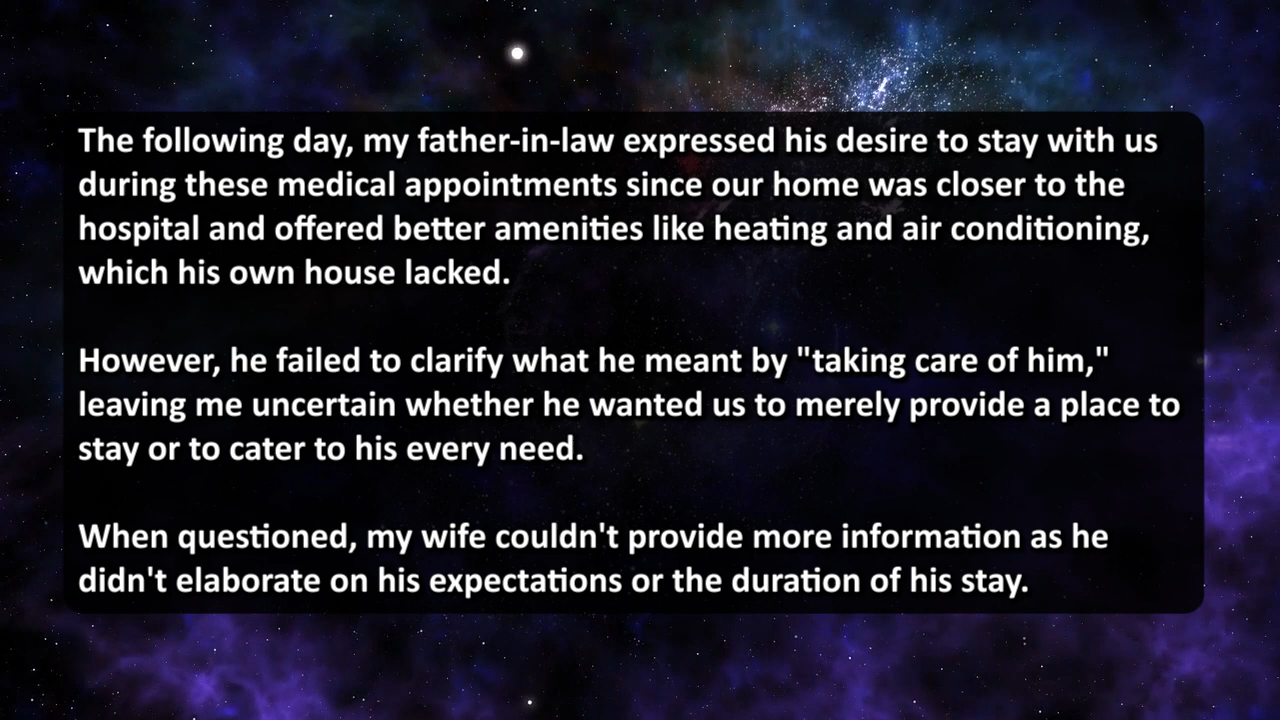 The following day, my father-in-law expressed his desire to stay with us
during these medical appointments since our home was closer to the
hospital and offered better amenities like heating and air conditioning,
which his own house lacked.
However, he failed to clarify what he meant by "taking care of him,"
leaving me uncertain whether he wanted us to merely provide a place to
stay or to cater to his every need.
When questioned, my wife couldn't provide more information as he
didn't elaborate on his expectations or the duration of his stay.